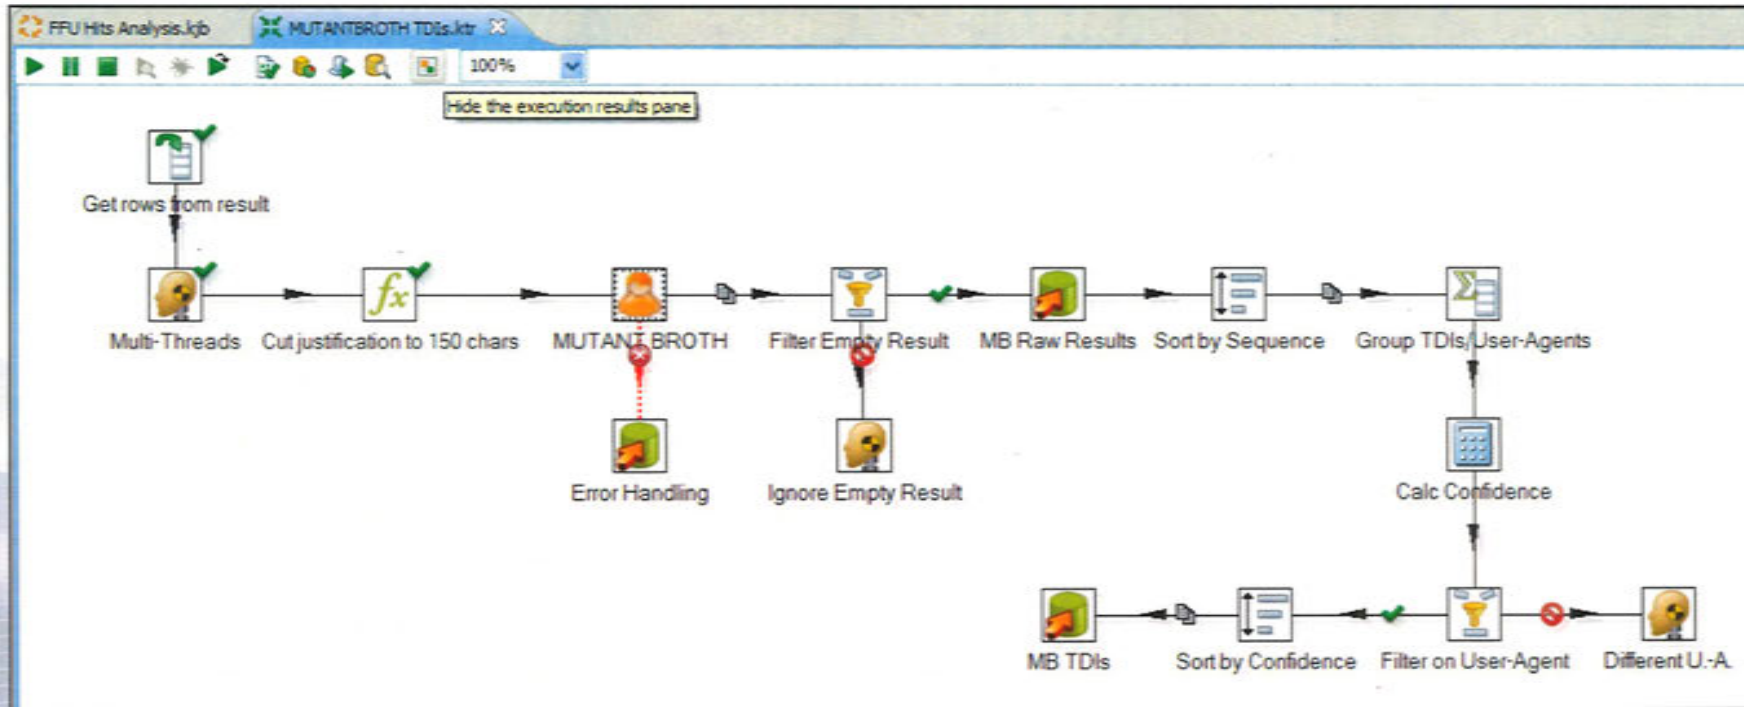 FFU Hits Analysis.kjb MUTANTBROTH TDIs.ktr
100%
Hide the execution results pane
Get rows from result
Multi-Threads Cut justification to 150 chars MUTANT BROTH Filter Empty Result MB Raw Results Sort by Sequence Group TDIs/User-Agents
Error Handling Ignore Empty Result Calc Confidence
MB TDIs Sort by Confidence Filter on User-Agent Different U.-A.